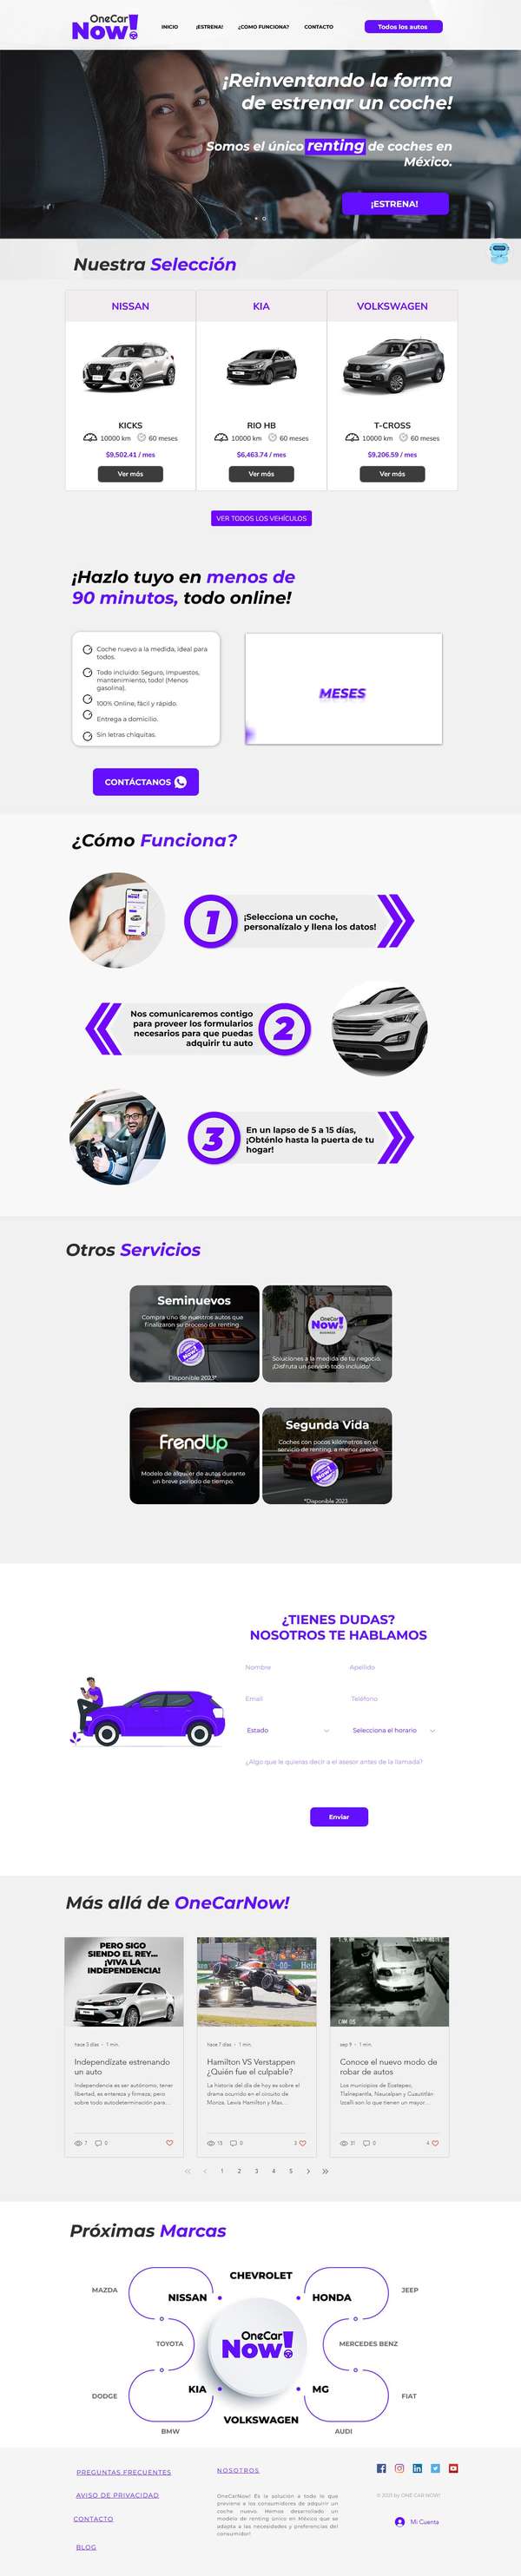 OneCar
Now!
INICIO
¡ESTRENA!
¿COMO FUNCIONA?
CONTACTO
Todos los autos
¡Reinventando la forma
de estrenar un coche!
Somos el único renting de coches en
México.
¡ESTRENA!
Nuestra Selección
NISSAN
KIA
VOLKSWAGEN
KICKS
RIO HB
T-CROSS
10000 km 60 meses
10000 km 60 meses
10000 km 60 meses
$9,502.41 / mes
$6,463.74 / mes
$9,206.59 / mes
Ver más
Ver más
Ver más
VER TODOS LOS VEHÍCULOS
¡Hazlo tuyo en menos de
90 minutos, todo online!
Coche nuevo a la medida, ideal para
todos.
Todo incluido: Seguro, impuestos,
mantenimiento, todo! (Menos
gasolina).
100% Online, fácil y rápido.
Entrega a domicilio.
Sin letras chiquitas.
MESES
CONTÁCTANOS
¿Cómo Funciona?
1
¡Selecciona un coche,
personalízalo y llena los datos!
Nos comunicaremos contigo
para proveer los formularios
necesarios para que puedas
adquirir tu auto
2
3
En un lapso de 5 a 15 días,
¡Obténlo hasta la puerta de tu
hogar!
Otros Servicios
Seminuevos
Compra uno de nuestros autos que
finalizaron su proceso de renting.
Disponible 2023*
OneCar
Now!
BUSINESS
Soluciones a la medida de tu negocio.
¡Disfruta un servicio todo incluido!
FrendUp
Modelo de alquiler de autos durante
un breve periodo de tiempo.
Segunda Vida
Coches con pocos kilómetros en el
servicio de renting, a menor precio.
*Disponible 2023
¿TIENES DUDAS?
NOSOTROS TE HABLAMOS
Nombre
Apellido
Email
Teléfono
Estado
Selecciona el horario
¿Algo que le quieras decir a el asesor antes de la llamada?
Enviar
Más allá de OneCarNow!
PERO SIGO
SIENDO EL REY...
¡VIVA LA
INDEPENDENCIA!
hace 3 días · 1 min.
Independízate estrenando
un auto
Independencia es ser autónomo, tener
libertad, es entereza y firmeza; pero
sobre todo autodeterminación para...
7
0
hace 7 días · 1 min.
Hamilton VS Verstappen
¿Quién fue el culpable?
La historia del día de hoy es sobre el
drama ocurrido en el circuito de
Monza. Lewis Hamilton y Max...
15
0
3
CAM 05
sep 9 · 1 min.
Conoce el nuevo modo de
robar de autos
Los municipios de Ecatepec,
Tlalnepantla, Naucalpan y Cuautitlán
Izcalli son lo que tienen un mayor...
31
0
4
1 2 3 4 5
Próximas Marcas
CHEVROLET
MAZDA
JEEP
NISSAN
HONDA
OneCar
Now!
TOYOTA
MERCEDES BENZ
KIA
MG
DODGE
FIAT
VOLKSWAGEN
BMW
AUDI
PREGUNTAS FRECUENTES
AVISO DE PRIVACIDAD
CONTACTO
BLOG
NOSOTROS
OneCarNow! Es la solución a todo lo que
previene a los consumidores de adquirir un
coche nuevo. Hemos desarrollado un
modelo de renting único en México que se
adapta a las necesidades y preferencias del
consumidor!
© 2021 by ONE CAR NOW!
Mi Cuenta